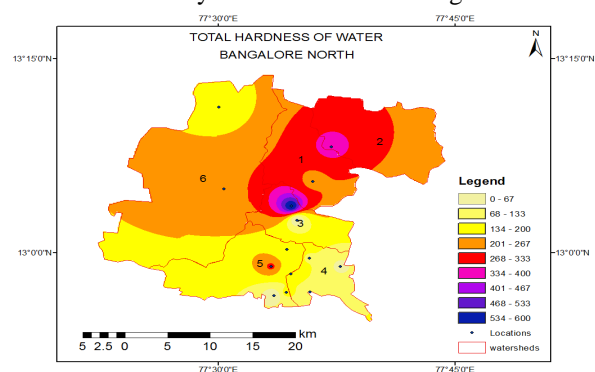 77°30'0"E 77°45'0"E
TOTAL HARDNESS OF WATER
BANGALORE NORTH
N
13°15'0"N 13°15'0"N
2
1
6
Legend
0 - 67
68 - 133
3
134 - 200
13°0'0"N 13°0'0"N
201 - 267
5
268 - 333
4
334 - 400
401 - 467
468 - 533
534 - 600
Locations
watersheds
km
5 2.5 0 5 10 15 20
77°30'0"E 77°45'0"E